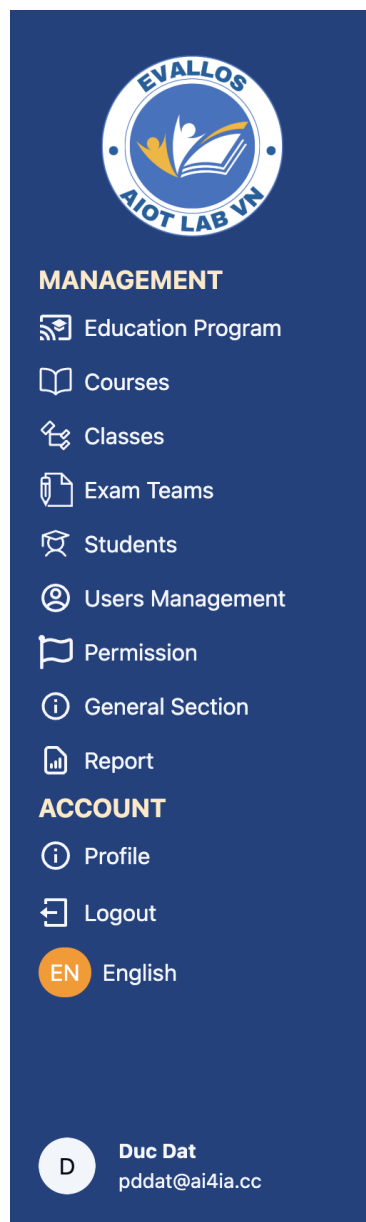 EVALLOS
AIOT LAB VN
MANAGEMENT
Education Program
Courses
Classes
Exam Teams
Students
Users Management
Permission
General Section
Report
ACCOUNT
Profile
Logout
EN English
D
Duc Dat
pddat@ai4ia.cc